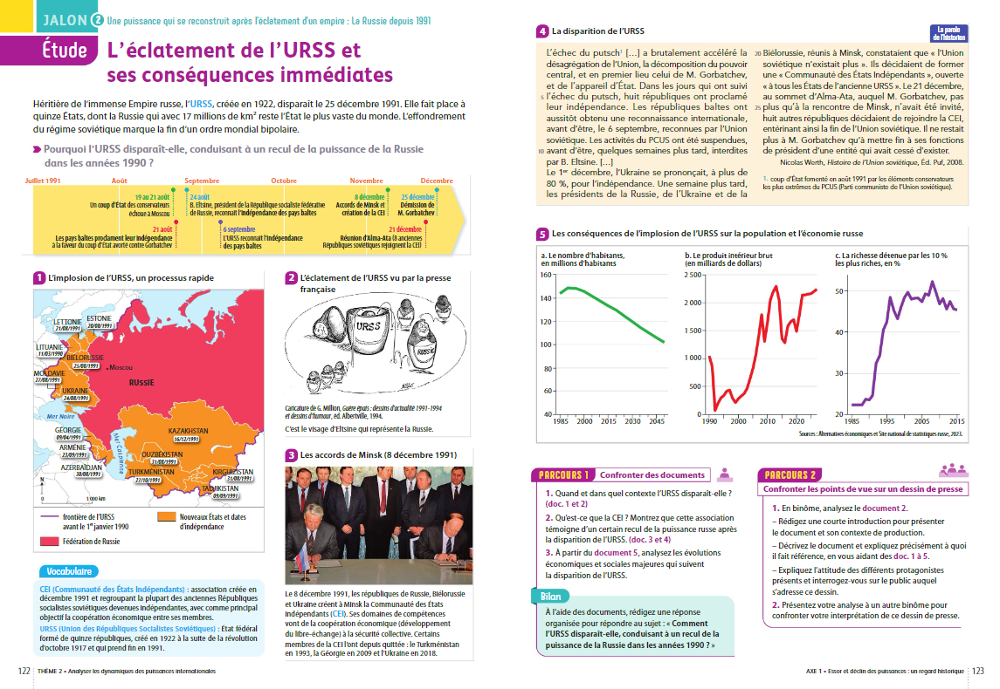 JALON 2 Une puissance qui se reconstruit après l'éclatement d'un empire : La Russie depuis 1991
Étude
L'éclatement de l'URSS et
ses conséquences immédiates
Héritière de l'immense Empire russe, l'URSS, créée en 1922, disparaît le 25 décembre 1991. Elle fait place à
quinze États, dont la Russie qui avec 17 millions de km² reste l'État le plus vaste du monde. L'effondrement
du régime soviétique marque la fin d'un ordre mondial bipolaire.
Pourquoi l'URSS disparaît-elle, conduisant à un recul de la puissance de la Russie
dans les années 1990 ?
Juillet 1991
Août
Septembre
Octobre
Novembre
Décembre
19 au 21 août
Un coup d'État des conservateurs
échoue à Moscou
24 août
B. Eltsine, président de la République socialiste fédérative
de Russie, reconnaît l'indépendance des pays baltes
8 décembre
Accords de Minsk et
création de la CEI
25 décembre
Démission de
M. Gorbatchev
21 août
Les pays baltes proclament leur indépendance
à la faveur du coup d'État avorté contre Gorbatchev
6 septembre
L'URSS reconnaît l'indépendance
des pays baltes
21 décembre
Réunion d'Alma-Ata (8 anciennes
Républiques soviétiques rejoignent la CEI)
1 L'implosion de l'URSS, un processus rapide
LETTONIE
21/08/1991
ESTONIE
20/08/1991
LITUANIE
11/03/1990
BIÉLORUSSIE
25/08/1991
Moscou
MOLDAVIE
27/08/1991
RUSSIE
UKRAINE
24/08/1991
Mer Noire
GÉORGIE
09/04/1991
ARMÉNIE
23/09/1991
AZERBAÏDJAN
30/08/1991
Mer Caspienne
KAZAKHSTAN
16/12/1991
OUZBÉKISTAN
31/08/1991
TURKMÉNISTAN
27/10/1991
KIRGHIZISTAN
31/08/1991
TADJIKISTAN
09/09/1991
N
0 1 000 km
frontière de l'URSS
avant le 1er janvier 1990
Nouveaux États et dates
d'indépendance
Fédération de Russie
Vocabulaire
CEI (Communauté des États Indépendants) : association créée en
décembre 1991 et regroupant la plupart des anciennes Républiques
socialistes soviétiques devenues indépendantes, avec comme principal
objectif la coopération économique entre ses membres.
URSS (Union des Républiques Socialistes Soviétiques) : État fédéral
formé de quinze républiques, créé en 1922 à la suite de la révolution
d'octobre 1917 et qui prend fin en 1991.
2 L'éclatement de l'URSS vu par la presse
française
URSS
RUSSIE
Caricature de G. Million, Guère épais : dessins d'actualité 1991-1994
et dessins d'humour, éd. Albertville, 1994.
C'est le visage d'Eltsine qui représente la Russie.
3 Les accords de Minsk (8 décembre 1991)
Le 8 décembre 1991, les républiques de Russie, Biélorussie
et Ukraine créent à Minsk la Communauté des États
Indépendants (CEI). Ses domaines de compétences
vont de la coopération économique (développement
du libre-échange) à la sécurité collective. Certains
membres de la CEI l'ont depuis quittée : le Turkménistan
en 1993, la Géorgie en 2009 et l'Ukraine en 2018.
122 THÈME 2 • Analyser les dynamiques des puissances internationales
4 La disparition de l'URSS
La parole
de l'historien
L'échec du putsch¹ [...] a brutalement accéléré la
désagrégation de l'Union, la décomposition du pouvoir
central, et en premier lieu celui de M. Gorbatchev,
et de l'appareil d'État. Dans les jours qui ont suivi
5 l'échec du putsch, huit républiques ont proclamé
leur indépendance. Les républiques baltes ont
aussitôt obtenu une reconnaissance internationale,
avant d'être, le 6 septembre, reconnues par l'Union
soviétique. Les activités du PCUS ont été suspendues,
10 avant d'être, quelques semaines plus tard, interdites
par B. Eltsine. [...]
Le 1er décembre, l'Ukraine se prononçait, à plus de
80 %, pour l'indépendance. Une semaine plus tard,
les présidents de la Russie, de l'Ukraine et de la
20 Biélorussie, réunis à Minsk, constataient que « l'Union
soviétique n'existait plus ». Ils décidaient de former
une « Communauté des États Indépendants », ouverte
« à tous les États de l'ancienne URSS ». Le 21 décembre,
au sommet d'Alma-Ata, auquel M. Gorbatchev, pas
25 plus qu'à la rencontre de Minsk, n'avait été invité,
huit autres républiques décidaient de rejoindre la CEI,
entérinant ainsi la fin de l'Union soviétique. Il ne restait
plus à M. Gorbatchev qu'à mettre fin à ses fonctions
de président d'une entité qui avait cessé d'exister.
Nicolas Werth, Histoire de l'Union soviétique, Éd. Puf, 2008.
1. coup d'État fomenté en août 1991 par les éléments conservateurs
les plus extrêmes du PCUS (Parti communiste de l'Union soviétique).
5 Les conséquences de l'implosion de l'URSS sur la population et l'économie russe
a. Le nombre d'habitants,
en millions d'habitants
160
140
120
100
80
60
40
1985 2000 2015 2030 2045
b. Le produit intérieur brut
(en milliards de dollars)
2 500
2 000
1 500
1 000
500
0
1990 2000 2010 2020
c. La richesse détenue par les 10 %
les plus riches, en %
50
40
30
20
1985 1995 2005 2015
Sources : Alternatives économiques et Site national de statistiques russe, 2023.
PARCOURS 1 Confronter des documents
1. Quand et dans quel contexte l'URSS disparait-elle ?
(doc. 1 et 2)
2. Qu'est-ce que la CEI ? Montrez que cette association
témoigne d'un certain recul de la puissance russe après
la disparition de l'URSS. (doc. 3 et 4)
3. À partir du document 5, analysez les évolutions
économiques et sociales majeures qui suivent
la disparition de l'URSS.
Bilan
À l'aide des documents, rédigez une réponse
organisée pour répondre au sujet : « Comment
l'URSS disparaît-elle, conduisant à un recul de la
puissance de la Russie dans les années 1990 ? »
PARCOURS 2
Confronter les points de vue sur un dessin de presse
1. En binôme, analysez le document 2.
– Rédigez une courte introduction pour présenter
le document et son contexte de production.
– Décrivez le document et expliquez précisément à quoi
il fait référence, en vous aidant des doc. 1 à 5.
– Expliquez l'attitude des différents protagonistes
présents et interrogez-vous sur le public auquel
s'adresse ce dessin.
2. Présentez votre analyse à un autre binôme pour
confronter votre interprétation de ce dessin de presse.
AXE 1 • Essor et déclin des puissances : un regard historique 123